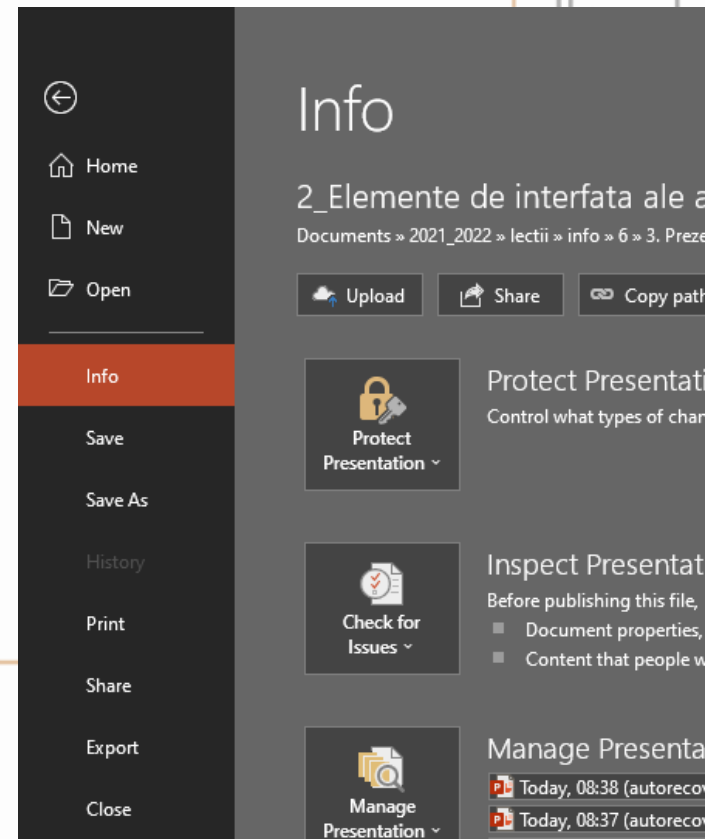 Info
2_Elemente de interfata ale a
Documents » 2021_2022 » lectii » info » 6 » 3. Preze
Home
New
Open
Info
Save
Save As
History
Print
Share
Export
Close
Upload
Share
Copy path
Protect
Presentation
Protect Presentati
Control what types of chan
Check for
Issues
Inspect Presentat
Before publishing this file,
Document properties,
Content that people w
Manage
Presentation
Manage Presenta
Today, 08:38 (autorecov
Today, 08:37 (autorecov